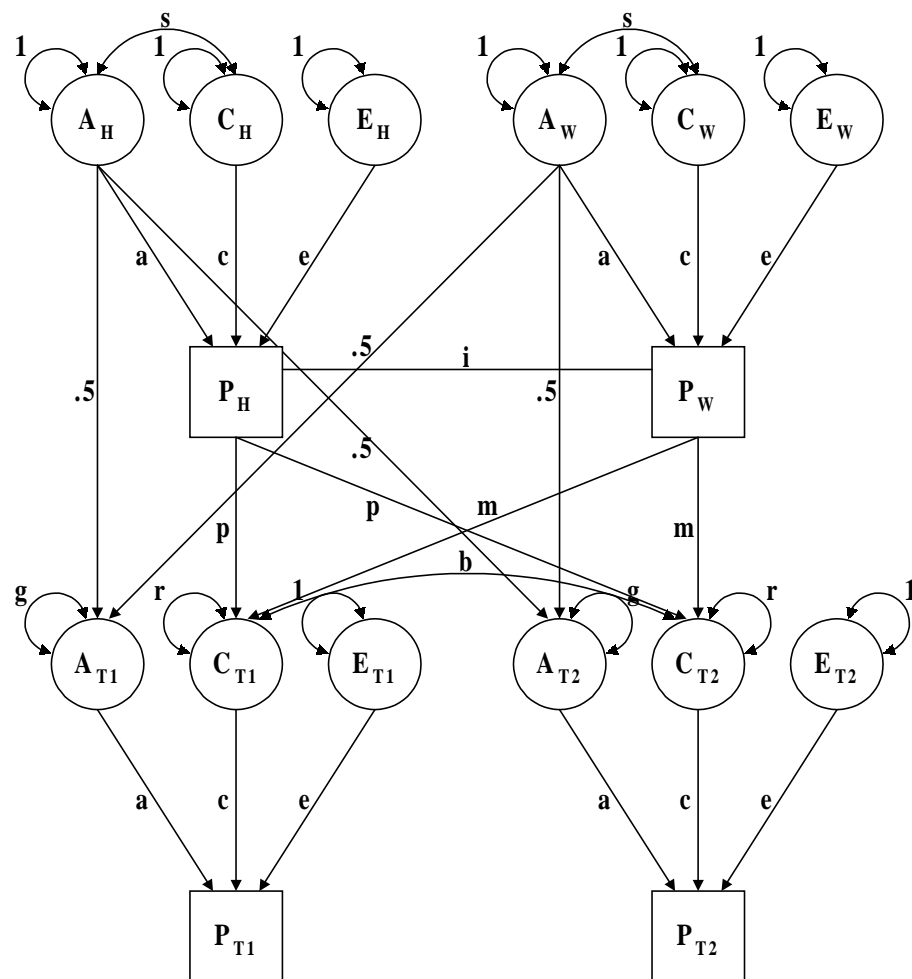 s s
1 1 1 1 1 1
A H C H E H A W C W E W
a c e a c e
.5 i
.5 P H .5 P W
.5
p p m m
b
g r 1 g r 1
A T1 C T1 E T1 A T2 C T2 E T2
a c e a c e
P T1 P T2